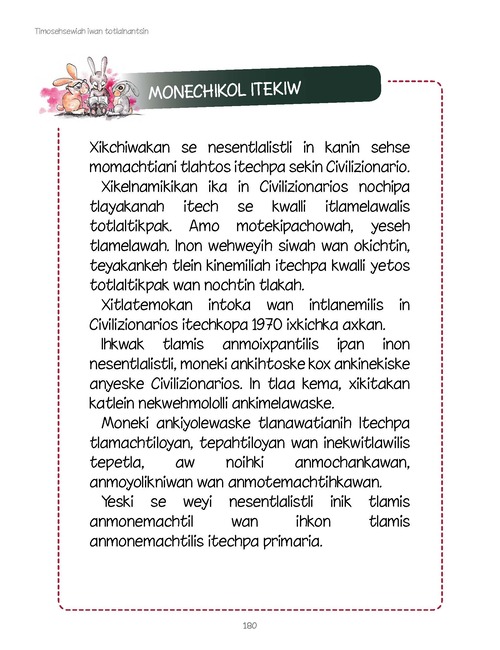 Timosehsewiah iwan totlalnantsin
MONECHIKOL ITEKIW
Xikchiwakan se nesentlalistli in kanin sehse
momachtiani tlahtos itechpa sekin Civilizionario.
Xikelnamikikan ika in Civilizionarios nochipa
tlayakanah itech se kwalli itlamelawalis
totlaltikpak. Amo motekipachowah, yeseh
tlamelawah. Inon wehweyih siwah wan okichtin,
teyakankeh tlein kinemiliah itechpa kwalli yetos
totlaltikpak wan nochtin tlakah.
Xitlatemokan intoka wan intlanemilis in
Civilizionarios itechkopa 1970 ixkichka axkan.
Ihkwak tlamis anmoixpantilis ipan inon
nesentlalistli, moneki ankihtoske kox ankinekiske
anyeske Civilizionarios. In tlaa kema, xikitakan
katlein nekwehmololli ankimelawaske.
Moneki ankiyolewaske tlanawatianih Itechpa
tlamachtiloyan, tepahtiloyan wan inekwitlawilis
tepetla, aw noihki anmochankawan,
anmoyolikniwan wan anmotemachtihkawan.
Yeski se weyi nesentlalistli inik tlamis
anmonemachtil wan ihkon tlamis
anmonemachtilis itechpa primaria.
180